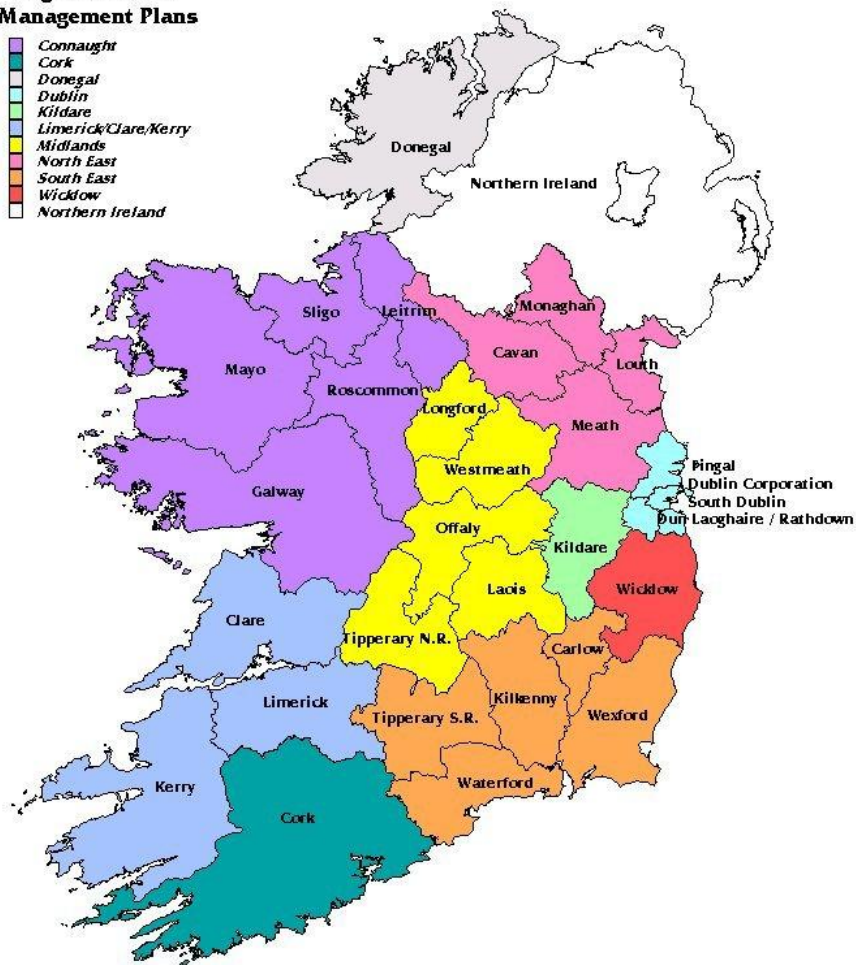 Management Plans
Connaught
Cork
Donegal
Dublin
Kildare
Limerick/Clare/Kerry
Midlands
North East
South East
Wicklow
Northern Ireland
Donegal
Northern Ireland
Monaghan
Sligo
Leitrim
Cavan
Louth
Mayo
Roscommon
Longford
Meath
Westmeath
Fingal
Dublin Corporation
South Dublin
Dun Laoghaire / Rathdown
Galway
Offaly
Kildare
Laois
Wicklow
Clare
Tipperary N.R.
Carlow
Limerick
Kilkenny
Tipperary S.R.
Wexford
Kerry
Waterford
Cork